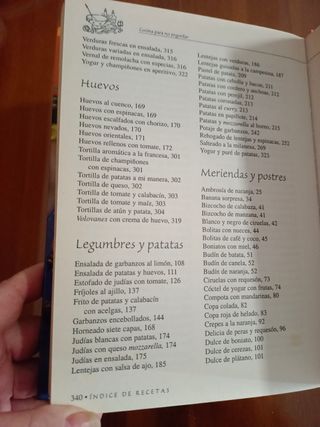 Cocina para no engordar
Verduras frescas en ensalada, 315
Verduras variadas en ensalada, 316
Vernal de remolacha con especias, 316
Yogur y champiñones en aperitivo, 322
Huevos
Huevos al cuenco, 169
Huevos con espinacas, 169
Huevos escalfados con chorizo, 170
Huevos nevados, 170
Huevos orientales, 171
Huevos rellenos con tomate, 172
Tortilla aromática a la francesa, 301
Tortilla de champiñones
con espinacas, 301
Tortilla de patatas a mi manera, 302
Tortilla de queso, 302
Tortilla de tomate y calabacín, 303
Tortilla de tomate y maíz, 303
Tortillas de atún y patata, 304
Volovanes con crema de huevo, 319
Legumbres y patatas
Ensalada de garbanzos al limón, 108
Ensalada de patatas y huevos, 111
Estofado de judías con tomate, 126
Fríjoles al ajillo, 137
Frito de patatas y calabacín
con acelgas, 137
Garbanzos encebollados, 144
Horneado siete capas, 168
Judías blancas con patatas, 174
Judías con queso mozzarella, 174
Judías en ensalada, 175
Lentejas con salsa de ajo, 185
340 • ÍNDICE DE RECETAS
Lentejas con verduras, 186
Lentejas guisadas a la campesina, 187
Pastel de patata, 209
Patatas con cebolla y beicon, 211
Patatas con cordero y anchoas, 212
Patatas con perejil, 212
Patatas coronadas, 213
Patatas al curry, 213
Patatas en papillote, 214
Patatas y mozzarella al horno, 215
Potaje de garbanzos, 242
Rehogado de lentejas y espinacas, 252
Salteado a la milanesa, 269
Yogur y puré de patatas, 323
Meriendas y postres
Ambrosía de naranja, 25
Banana sorpresa, 34
Bizcocho de calabaza, 41
Bizcocho de manzana, 41
Blanco y negro de ciruelas, 42
Bolitas con nueces, 44
Bolitas de café y coco, 45
Boniatos con miel, 46
Budín de batata, 51
Budín de canela, 52
Budín de naranja, 52
Ciruelas con requesón, 73
Cóctel de yogur con frutas, 74
Compota con mandarinas, 80
Copa colada, 82
Copa roja de helado, 83
Crepes a la naranja, 92
Delicia de peras y requesón, 96
Dulce de boniato, 100
Dulce de cerezas, 101
Dulce de plátano, 101